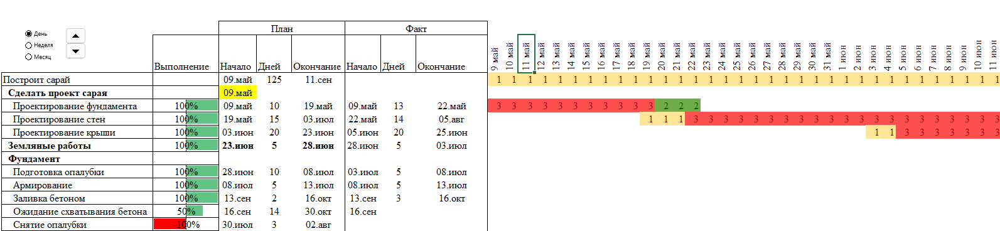 План Факт
День
Неделя
Месяц
Выполнение Начало Дней Окончание Начало Дней Окончание 9 май 10 май 11 май 12 май 13 май 14 май 15 май 16 май 17 май 18 май 19 май 20 май 21 май 22 май 23 май 24 май 25 май 26 май 27 май 28 май 29 май 30 май 31 май 1 июн 2 июн 3 июн 4 июн 5 июн 6 июн 7 июн 8 июн 9 июн 10 июн 11 июн
Построит сарай 09.май 125 11.сен 1 1 1 1 1 1 1 1 1 1 1 1 1 1 1 1 1 1 1 1 1 1 1 1 1 1 1 1 1 1 1 1 1 1
Сделать проект сарая 09.май
Проектирование фундамента 100% 09.май 10 19.май 09.май 13 22.май 3 3 3 3 3 3 3 3 3 3 3 2 2 2
Проектирование стен 100% 19.май 15 03.июл 22.май 14 05.авг 1 1 1 3 3 3 3 3 3 3 3 3 3 3 3 3 3 3 3 3 3 3 3 3
Проектирование крыши 100% 03.июн 20 23.июн 05.июн 20 25.июн 1 1 3 3 3 3 3 3 3
Земляные работы 100% 23.июн 5 28.июн 28.июн 5 03.июл
Фундамент
Подготовка опалубки 100% 28.июн 10 08.июл 03.июл 5 08.июл
Армирование 100% 08.июл 5 13.июл 08.июл 5 13.июл
Заливка бетоном 100% 13.сен 2 16.окт 13.сен 3 16.окт
Ожидание схватывания бетона 50% 16.сен 14 30.окт 16.сен
Снятие опалубки -100% 30.июл 3 02.авг